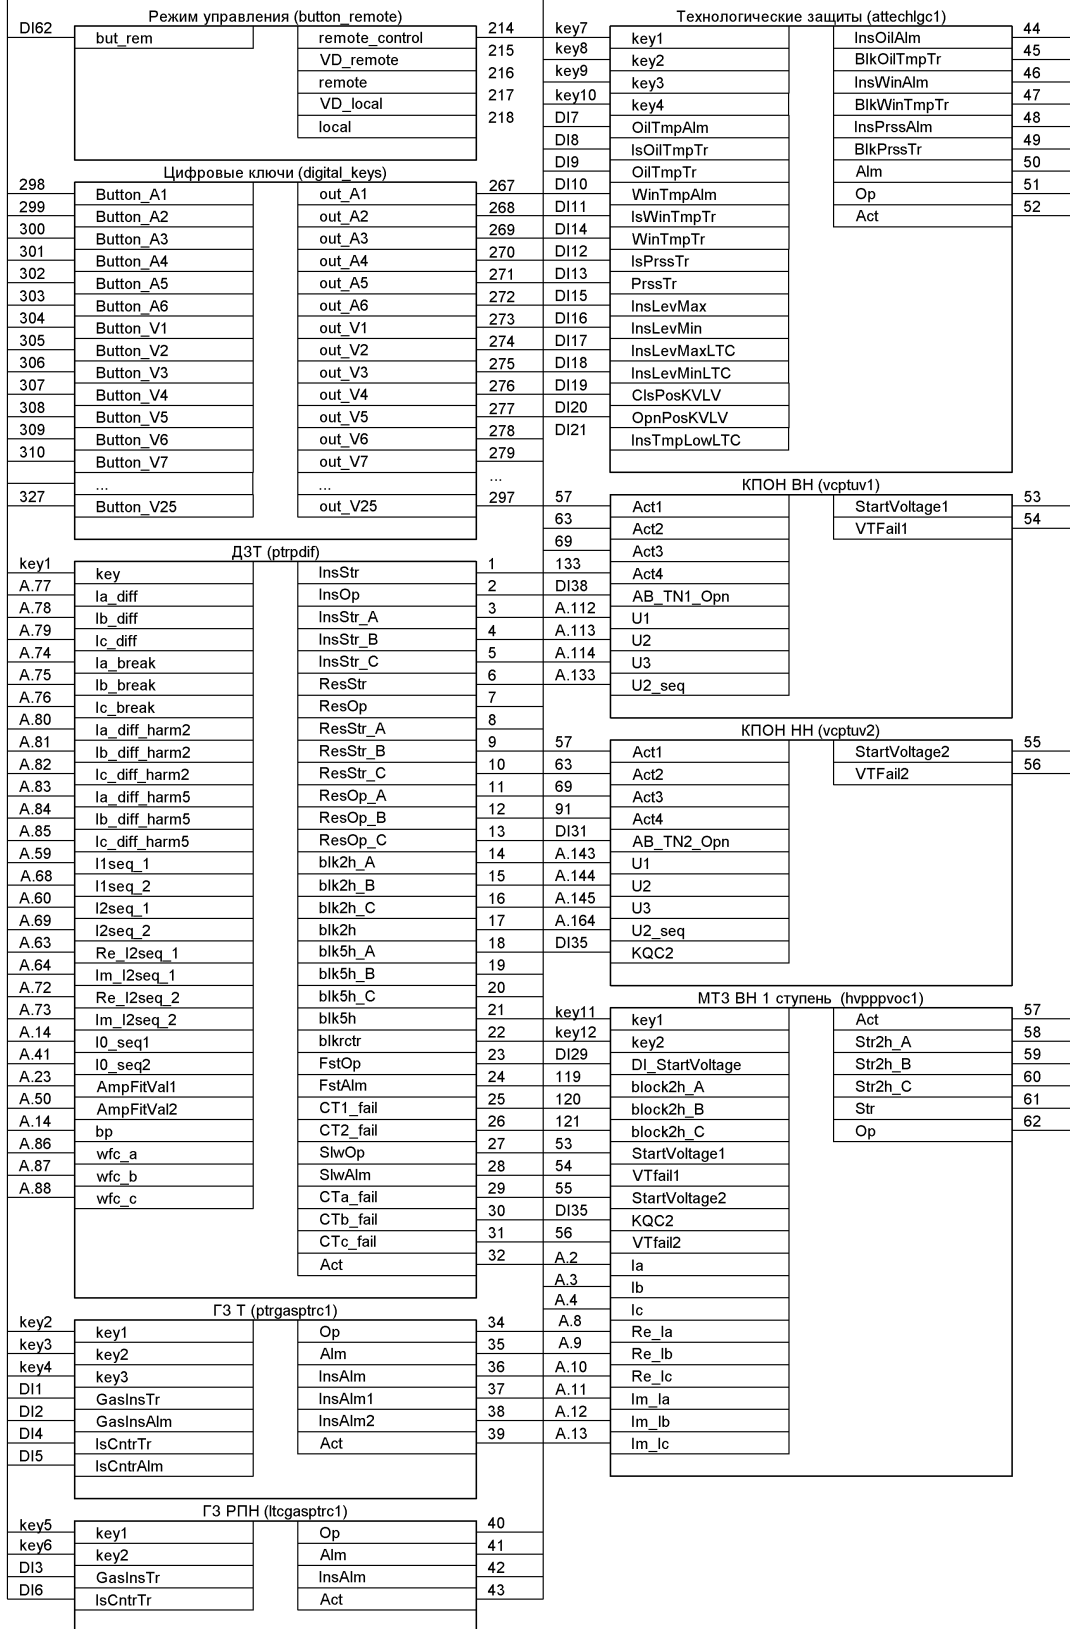 Режим управления (button_remote)
DI62 but_rem remote_control 214
VD_remote 215
remote 216
VD_local 217
local 218
Цифровые ключи (digital_keys)
298 Button_A1 out_A1 267
299 Button_A2 out_A2 268
300 Button_A3 out_A3 269
301 Button_A4 out_A4 270
302 Button_A5 out_A5 271
303 Button_A6 out_A6 272
304 Button_V1 out_V1 273
305 Button_V2 out_V2 274
306 Button_V3 out_V3 275
307 Button_V4 out_V4 276
308 Button_V5 out_V5 277
309 Button_V6 out_V6 278
310 Button_V7 out_V7 279
... ... ...
327 Button_V25 out_V25 297
ДЗТ (ptrpdif)
key1 key InsStr 1
A.77 Ia_diff InsOp 2
A.78 Ib_diff InsStr_A 3
A.79 Ic_diff InsStr_B 4
A.74 Ia_break InsStr_C 5
A.75 Ib_break ResStr 6
A.76 Ic_break ResOp 7
A.80 Ia_diff_harm2 ResStr_A 8
A.81 Ib_diff_harm2 ResStr_B 9
A.82 Ic_diff_harm2 ResStr_C 10
A.83 Ia_diff_harm5 ResOp_A 11
A.84 Ib_diff_harm5 ResOp_B 12
A.85 Ic_diff_harm5 ResOp_C 13
A.59 I1seq_1 blk2h_A 14
A.68 I1seq_2 blk2h_B 15
A.60 I2seq_1 blk2h_C 16
A.69 I2seq_2 blk2h 17
A.63 Re_I2seq_1 blk5h_A 18
A.64 Im_I2seq_1 blk5h_B 19
A.72 Re_I2seq_2 blk5h_C 20
A.73 Im_I2seq_2 blk5h 21
A.14 I0_seq1 blkrctr 22
A.41 I0_seq2 FstOp 23
A.23 AmpFitVal1 FstAlm 24
A.50 AmpFitVal2 CT1_fail 25
A.14 bp CT2_fail 26
A.86 wfc_a SlwOp 27
A.87 wfc_b SlwAlm 28
A.88 wfc_c CTa_fail 29
CTb_fail 30
CTc_fail 31
Act 32
ГЗ Т (ptrgasptrc1)
key2 key1 Op 34
key3 key2 Alm 35
key4 key3 InsAlm 36
DI1 GasInsTr InsAlm1 37
DI2 GasInsAlm InsAlm2 38
DI4 IsCntrTr Act 39
DI5 IsCntrAlm
ГЗ РПН (ltcgasptrc1)
key5 key1 Op 40
key6 key2 Alm 41
DI3 GasInsTr InsAlm 42
DI6 IsCntrTr Act 43
Технологические защиты (attechlgc1)
key7 key1 InsOilAlm 44
key8 key2 BlkOilTmpTr 45
key9 key3 InsWinAlm 46
key10 key4 BlkWinTmpTr 47
DI7 OilTmpAlm InsPrssAlm 48
DI8 IsOilTmpTr BlkPrssTr 49
DI9 OilTmpTr Alm 50
DI10 WinTmpAlm Op 51
DI11 IsWinTmpTr Act 52
DI14 WinTmpTr
DI12 IsPrssTr
DI13 PrssTr
DI15 InsLevMax
DI16 InsLevMin
DI17 InsLevMaxLTC
DI18 InsLevMinLTC
DI19 ClsPosKVLV
DI20 OpnPosKVLV
DI21 InsTmpLowLTC
КПОН ВН (vcptuv1)
57 Act1 StartVoltage1 53
63 Act2 VTFail1 54
69 Act3
133 Act4
DI38 AB_TN1_Opn
A.112 U1
A.113 U2
A.114 U3
A.133 U2_seq
КПОН НН (vcptuv2)
57 Act1 StartVoltage2 55
63 Act2 VTFail2 56
69 Act3
91 Act4
DI31 AB_TN2_Opn
A.143 U1
A.144 U2
A.145 U3
A.164 U2_seq
DI35 KQC2
МТЗ ВН 1 ступень (hvpppvoc1)
key11 key1 Act 57
key12 key2 Str2h_A 58
DI29 DI_StartVoltage Str2h_B 59
119 block2h_A Str2h_C 60
120 block2h_B Str 61
121 block2h_C Op 62
53 StartVoltage1
54 VTfail1
55 StartVoltage2
DI35 KQC2
56 VTfail2
A.2 Ia
A.3 Ib
A.4 Ic
A.8 Re_Ia
A.9 Re_Ib
A.10 Re_Ic
A.11 Im_Ia
A.12 Im_Ib
A.13 Im_Ic